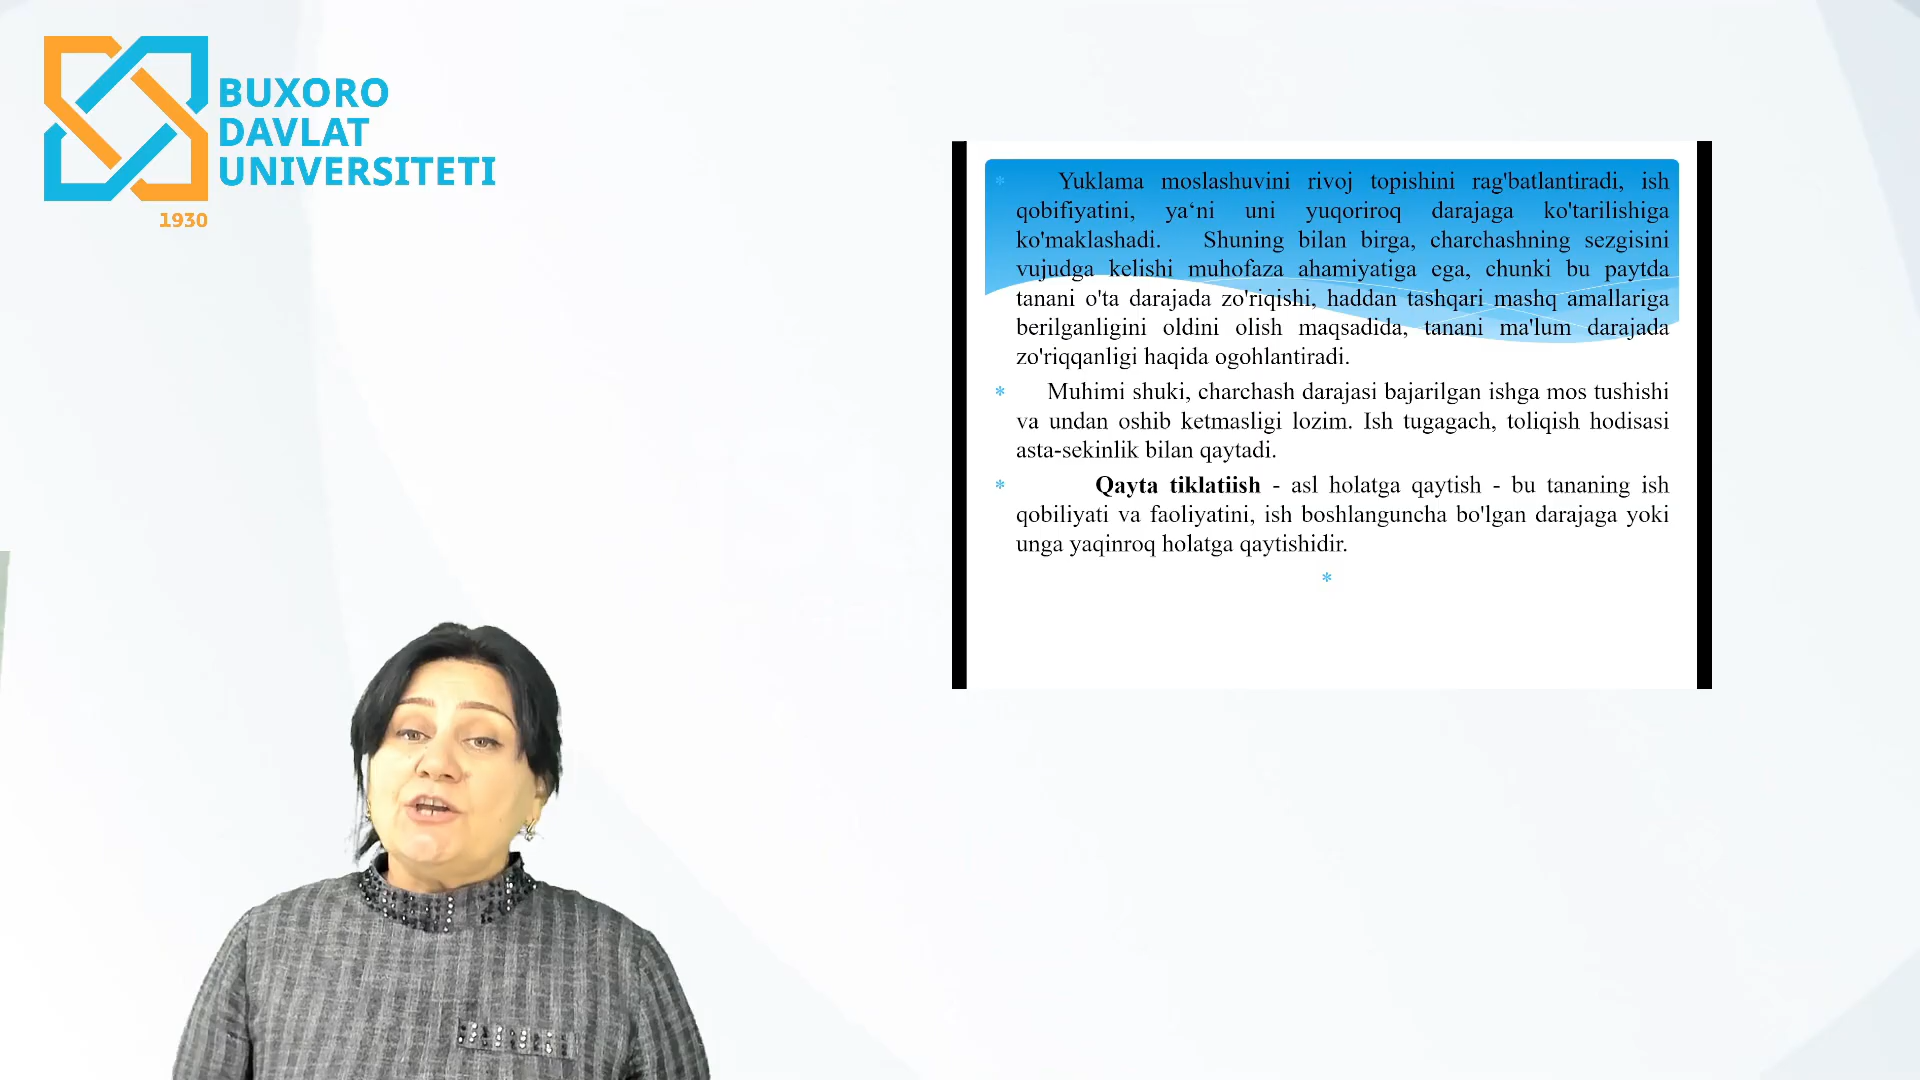 BUXORO
DAVLAT
UNIVERSITETI
1930
* Yuklama moslashuvini rivoj topishini rag'batlantiradi, ish
qobifiyatini, ya‘ni uni yuqoriroq darajaga ko'tarilishiga
ko'maklashadi. Shuning bilan birga, charchashning sezgisini
vujudga kelishi muhofaza ahamiyatiga ega, chunki bu paytda
tanani o'ta darajada zo'riqishi, haddan tashqari mashq amallariga
berilganligini oldini olish maqsadida, tanani ma'lum darajada
zo'riqqanligi haqida ogohlantiradi.
* Muhimi shuki, charchash darajasi bajarilgan ishga mos tushishi
va undan oshib ketmasligi lozim. Ish tugagach, toliqish hodisasi
asta-sekinlik bilan qaytadi.
* Qayta tiklatiish - asl holatga qaytish - bu tananing ish
qobiliyati va faoliyatini, ish boshlanguncha bo'lgan darajaga yoki
unga yaqinroq holatga qaytishidir.
*